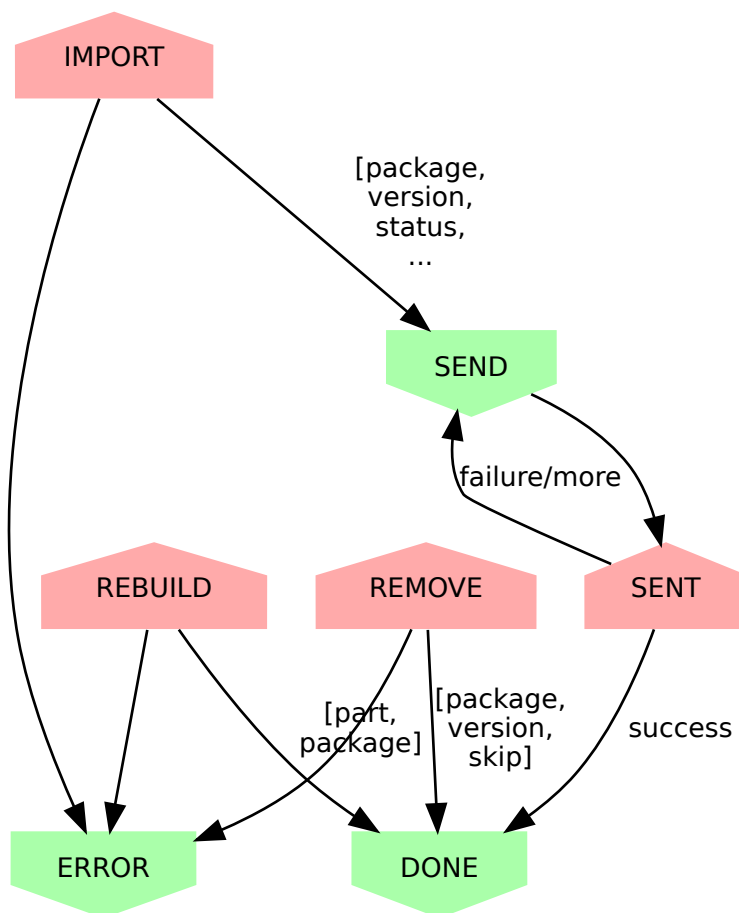 IMPORT
[package,
version,
status,
...
SEND
failure/more
REBUILD
REMOVE
SENT
[part,
package]
[package,
version,
skip]
success
ERROR
DONE